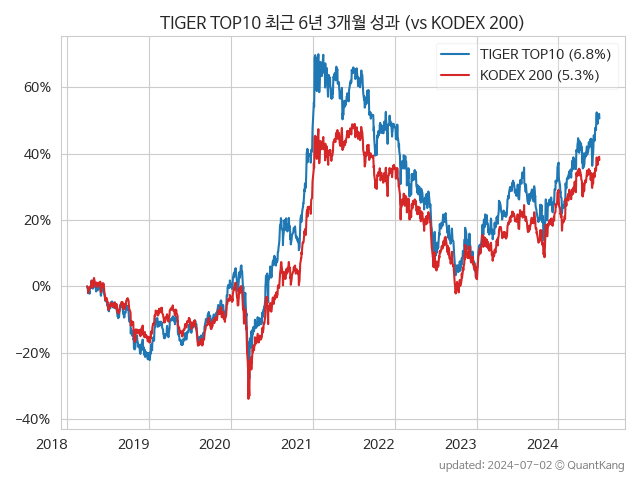 TIGER TOP10 최근 6년 3개월 성과 (vs KODEX 200)
TIGER TOP10 (6.8%)
KODEX 200 (5.3%)
60%
40%
20%
0%
−20%
−40%
2018 2019 2020 2021 2022 2023 2024
updated: 2024-07-02 © QuantKang